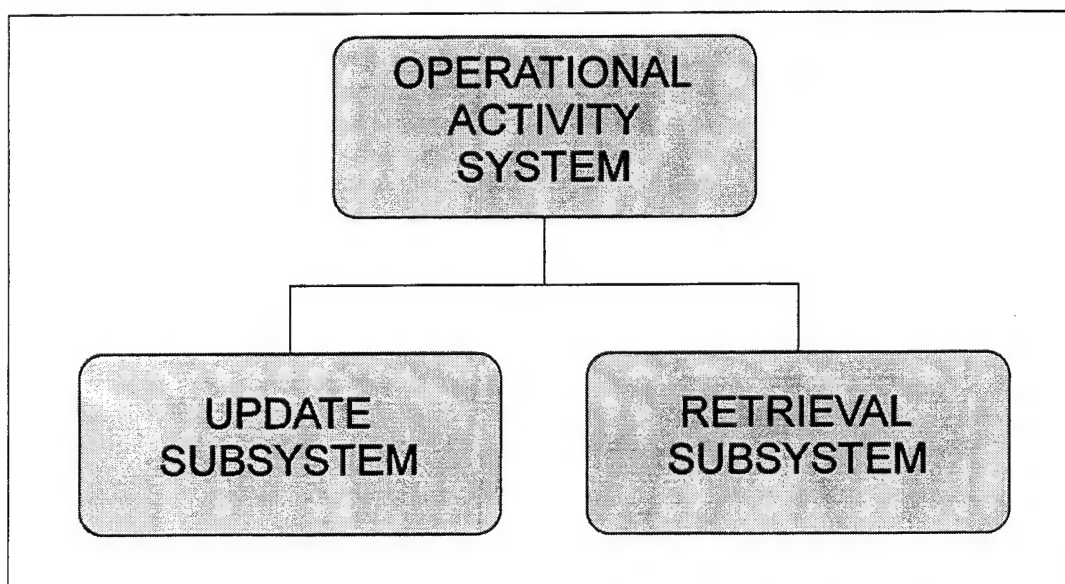 OPERATIONAL
ACTIVITY
SYSTEM
UPDATE
SUBSYSTEM
RETRIEVAL
SUBSYSTEM